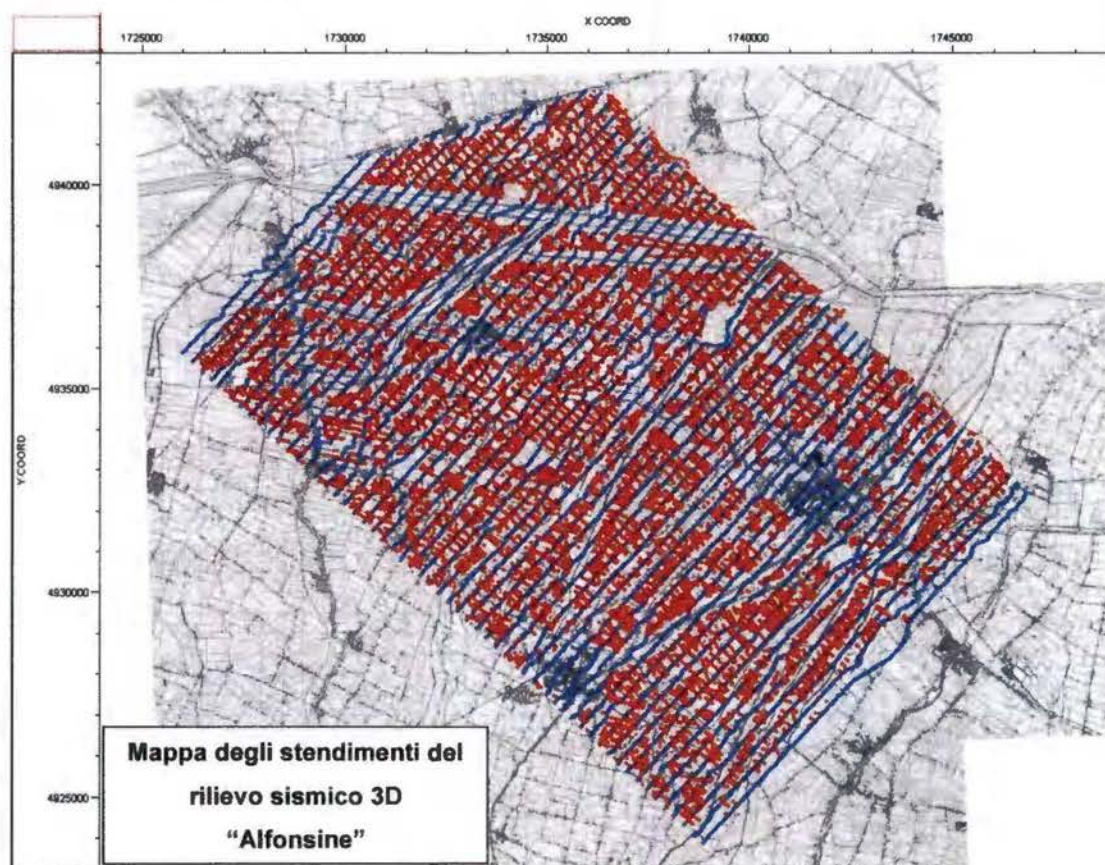 X COORD
1725000 1730000 1735000 1740000 1745000
4940000
4935000
Y COORD
4930000
4925000
Mappa degli stendimenti del
rilievo sismico 3D
“Alfonsine”